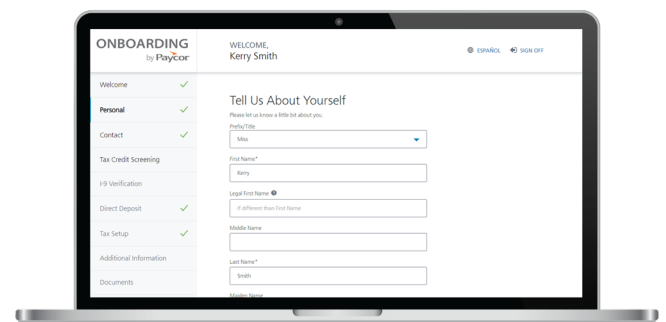 ONBOARDING
by Paycor
WELCOME,
Kerry Smith
ESPAÑOL
SIGN OFF
Welcome
Personal
Contact
Tax Credit Screening
I-9 Verification
Direct Deposit
Tax Setup
Additional Information
Documents
Tell Us About Yourself
Please let us know a little bit about you.
Prefix/Title
Miss
First Name*
Kerry
Legal First Name
If different than First Name
Middle Name
Last Name*
Smith
Maiden Name